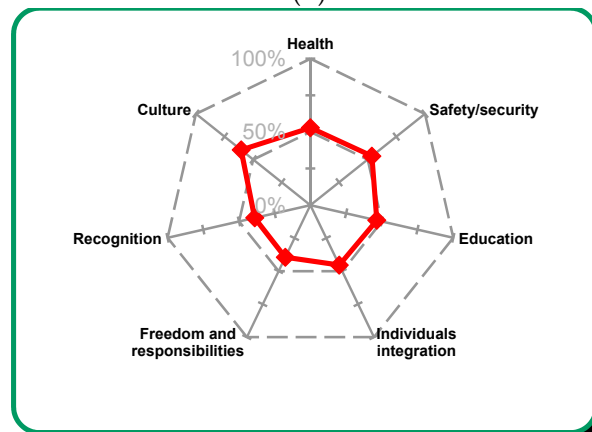 Health
100%
Culture
Safety/security
50%
0%
Recognition
Education
Freedom and
responsibilities
Individuals
integration